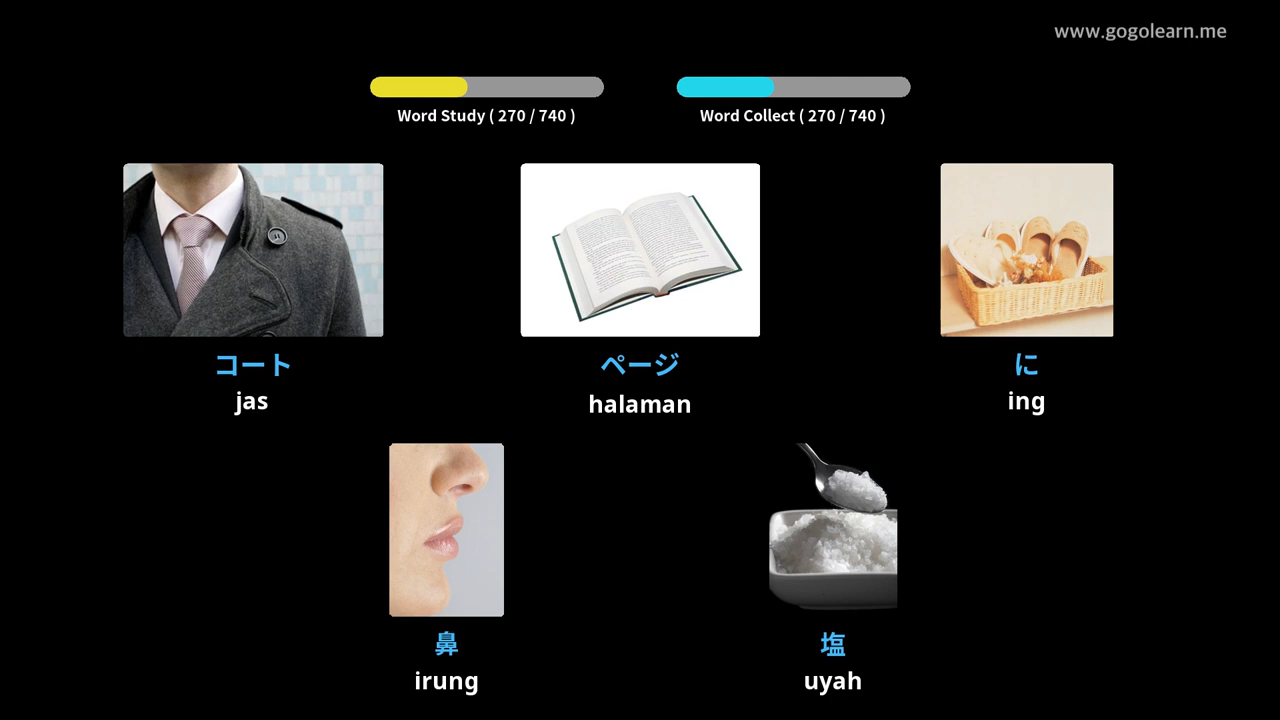 www.gogolearn.me
Word Study ( 270 / 740 )
Word Collect ( 270 / 740 )
コート
jas
ページ
halaman
に
ing
鼻
irung
塩
uyah